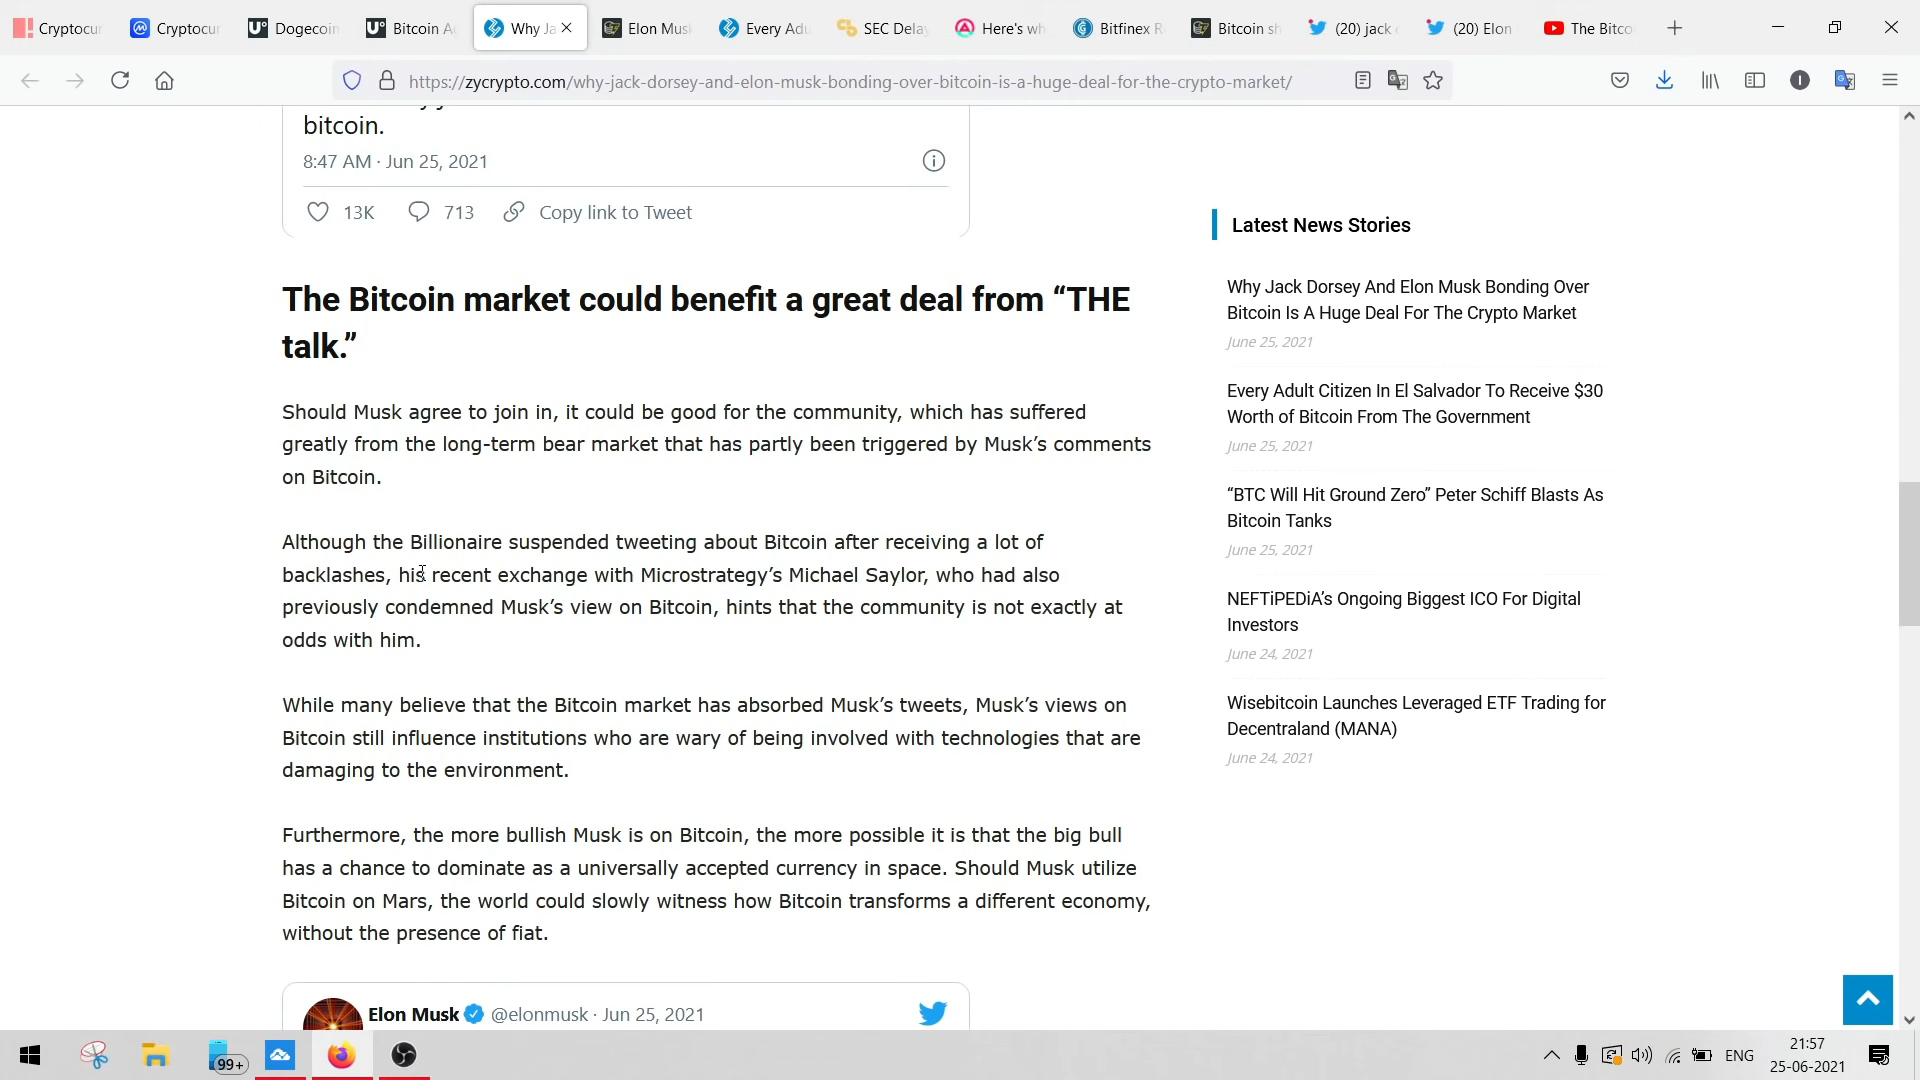 Cryptocur
Cryptocur
Dogecoin
Bitcoin A
Why Ja
Elon Musk
Every Adu
SEC Delay
Here's wh
Bitfinex R
Bitcoin sh
(20) jack
(20) Elon
The Bitco
https://zycrypto.com/why-jack-dorsey-and-elon-musk-bonding-over-bitcoin-is-a-huge-deal-for-the-crypto-market/
bitcoin.
8:47 AM · Jun 25, 2021
13K 713 Copy link to Tweet
The Bitcoin market could benefit a great deal from “THE
talk.”
Should Musk agree to join in, it could be good for the community, which has suffered
greatly from the long-term bear market that has partly been triggered by Musk’s comments
on Bitcoin.
Although the Billionaire suspended tweeting about Bitcoin after receiving a lot of
backlashes, his recent exchange with Microstrategy’s Michael Saylor, who had also
previously condemned Musk’s view on Bitcoin, hints that the community is not exactly at
odds with him.
While many believe that the Bitcoin market has absorbed Musk’s tweets, Musk’s views on
Bitcoin still influence institutions who are wary of being involved with technologies that are
damaging to the environment.
Furthermore, the more bullish Musk is on Bitcoin, the more possible it is that the big bull
has a chance to dominate as a universally accepted currency in space. Should Musk utilize
Bitcoin on Mars, the world could slowly witness how Bitcoin transforms a different economy,
without the presence of fiat.
Elon Musk @elonmusk · Jun 25, 2021
Latest News Stories
Why Jack Dorsey And Elon Musk Bonding Over
Bitcoin Is A Huge Deal For The Crypto Market
June 25, 2021
Every Adult Citizen In El Salvador To Receive $30
Worth of Bitcoin From The Government
June 25, 2021
“BTC Will Hit Ground Zero” Peter Schiff Blasts As
Bitcoin Tanks
June 25, 2021
NEFTiPEDiA’s Ongoing Biggest ICO For Digital
Investors
June 24, 2021
Wisebitcoin Launches Leveraged ETF Trading for
Decentraland (MANA)
June 24, 2021
99+
ENG
21:57
25-06-2021